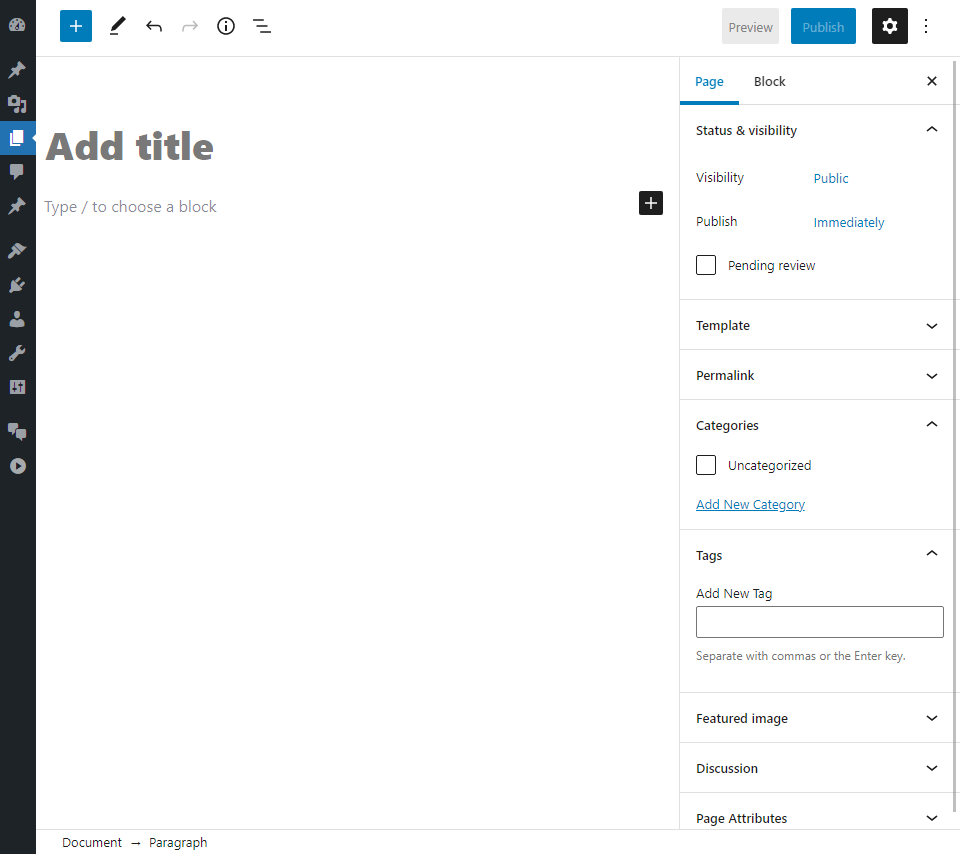 Preview Publish
Page Block
Add title
Type / to choose a block
Status & visibility
Visibility Public
Publish Immediately
Pending review
Template
Permalink
Categories
Uncategorized
Add New Category
Tags
Add New Tag
Separate with commas or the Enter key.
Featured image
Discussion
Page Attributes
Document → Paragraph